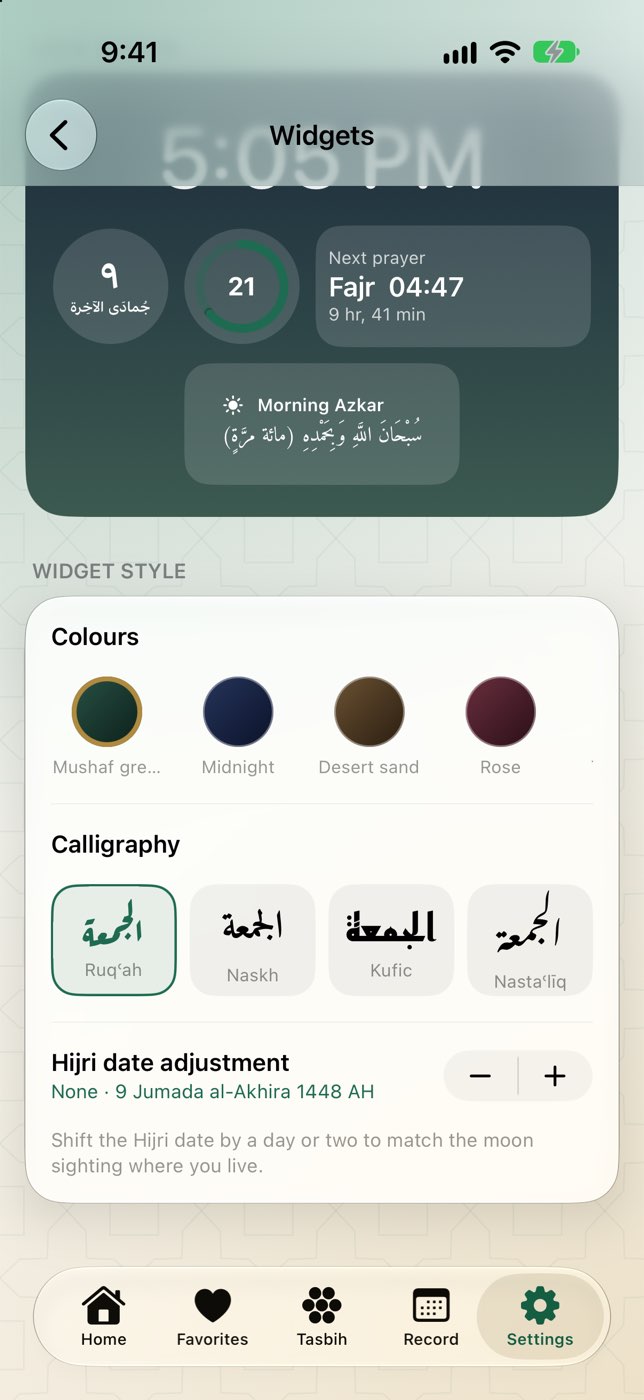 9:41
Widgets
5:05 PM
٩
جُمادَى الآخِرة
21
Next prayer
Fajr 04:47
9 hr, 41 min
Morning Azkar
سُبْحَانَ اللَّهِ وَبِحَمْدِهِ (مائة مرَّةٍ)
WIDGET STYLE
Colours
Mushaf gre...
Midnight
Desert sand
Rose
Calligraphy
الجمعة
Ruqʿah
الجمعة
Naskh
الجمعة
Kufic
الجمعة
Nastaʿlīq
Hijri date adjustment
None · 9 Jumada al-Akhira 1448 AH
Shift the Hijri date by a day or two to match the moon
sighting where you live.
Home
Favorites
Tasbih
Record
Settings